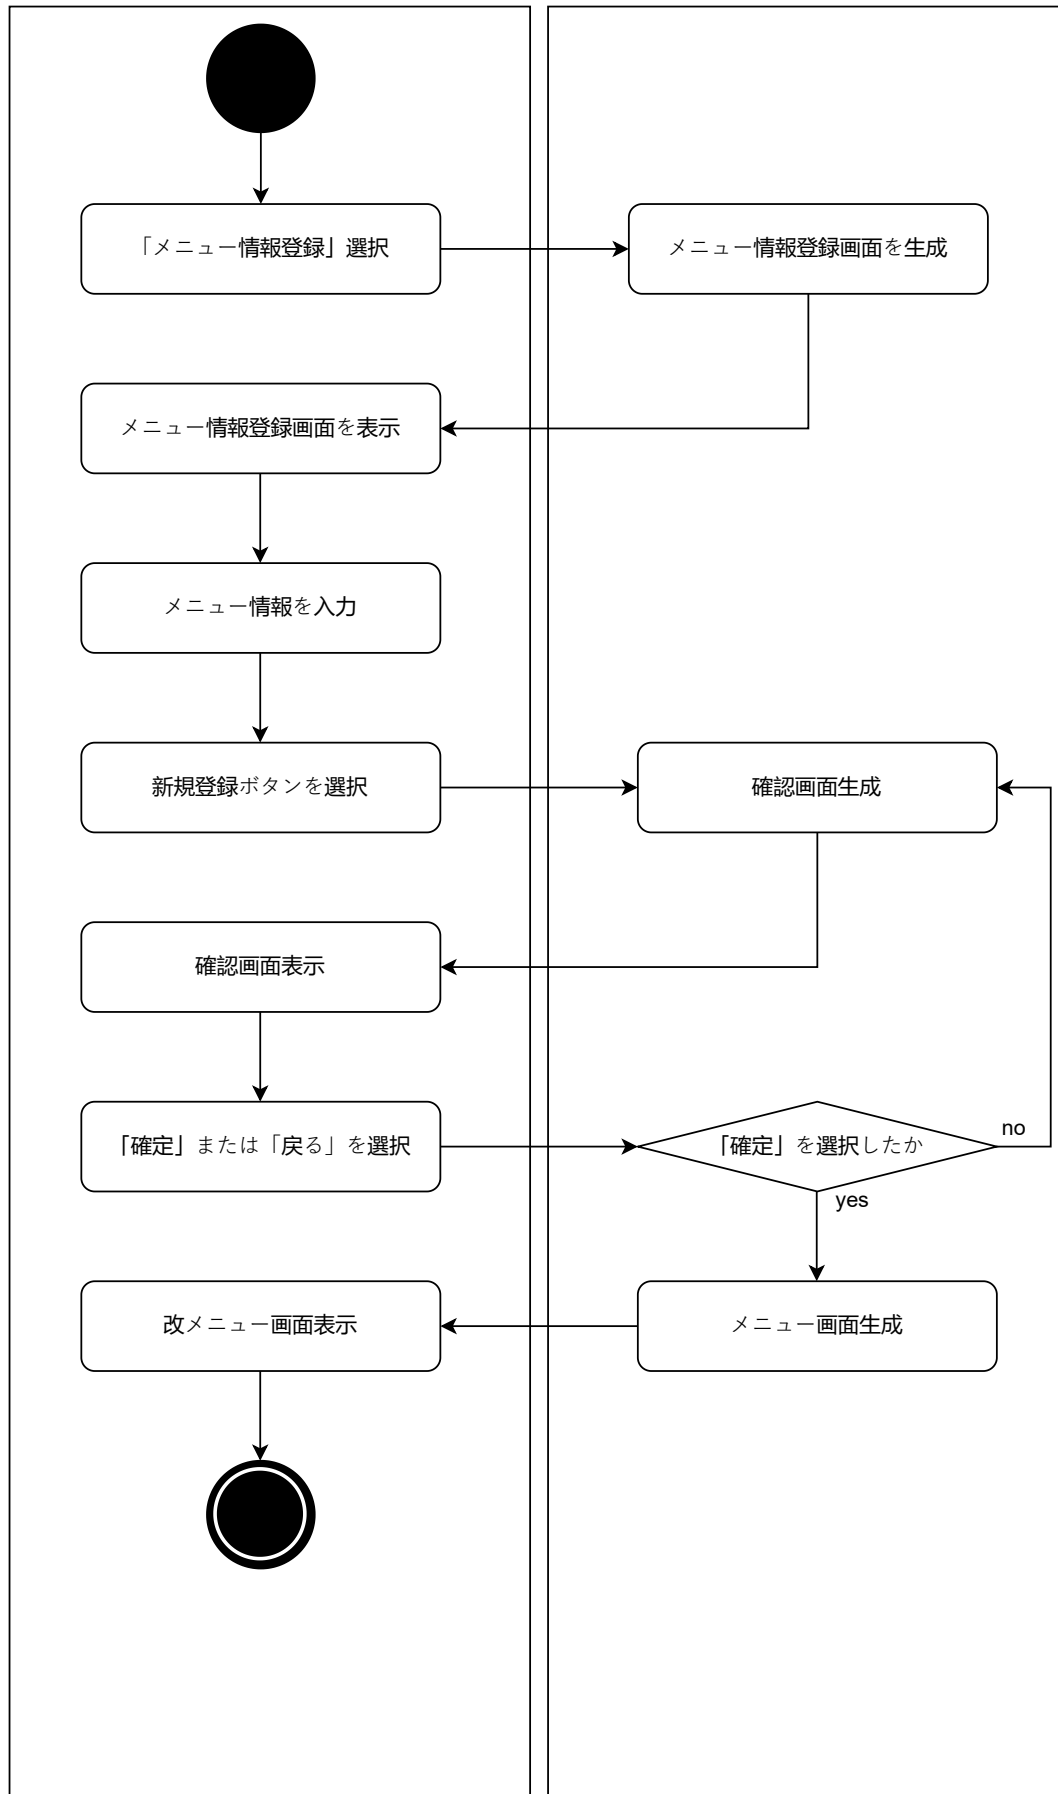 「メニュー情報登録」選択
メニュー情報登録画面を生成
メニュー情報登録画面を表示
メニュー情報を入力
新規登録ボタンを選択
確認画面生成
確認画面表示
「確定」または「戻る」を選択
「確定」を選択したか
no
yes
改メニュー画面表示
メニュー画面生成